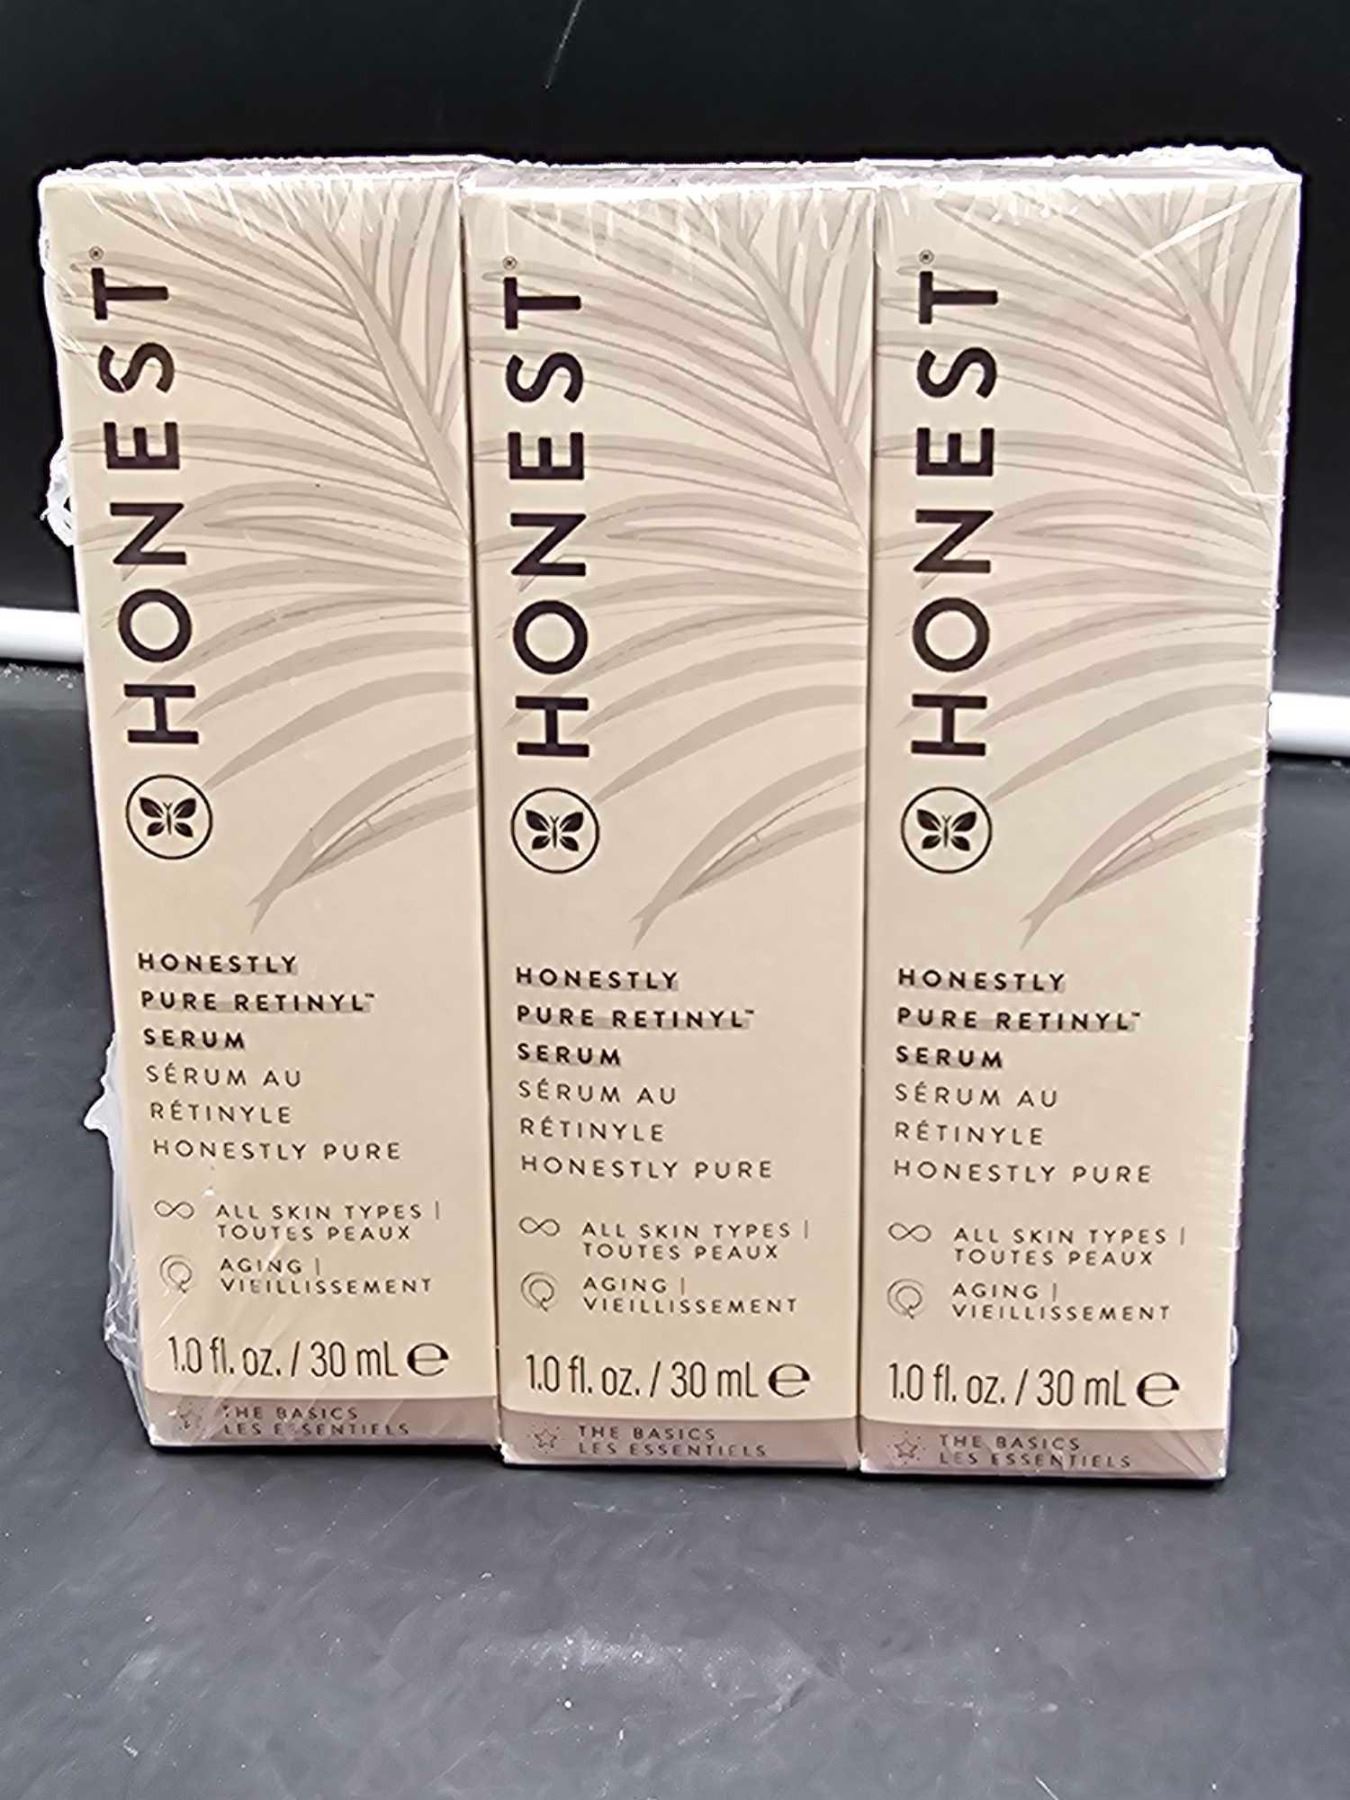 HONEST®
HONESTLY
PURE RETINYL™
SERUM
SÉRUM AU
RÉTINYLE
HONESTLY PURE
ALL SKIN TYPES |
TOUTES PEAUX
AGING |
VIEILLISSEMENT
1.0 fl. oz. / 30 mL e
THE BASICS
LES ESSENTIELS
HONEST®
HONESTLY
PURE RETINYL™
SERUM
SÉRUM AU
RÉTINYLE
HONESTLY PURE
ALL SKIN TYPES |
TOUTES PEAUX
AGING |
VIEILLISSEMENT
1.0 fl. oz. / 30 mL e
THE BASICS
LES ESSENTIELS
HONEST®
HONESTLY
PURE RETINYL™
SERUM
SÉRUM AU
RÉTINYLE
HONESTLY PURE
ALL SKIN TYPES |
TOUTES PEAUX
AGING |
VIEILLISSEMENT
1.0 fl. oz. / 30 mL e
THE BASICS
LES ESSENTIELS